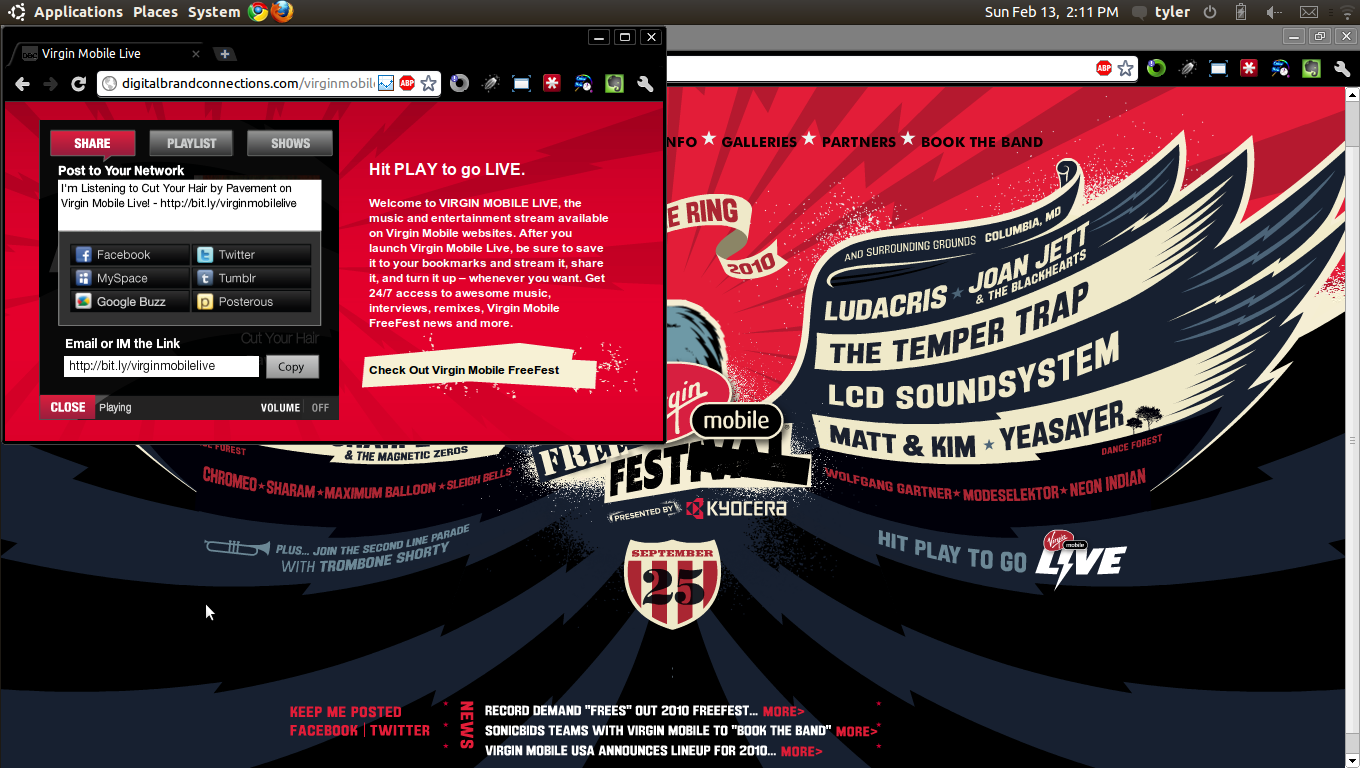 Applications Places System
Sun Feb 13, 2:11 PM
tyler
Virgin Mobile Live
digitalbrandconnections.com/virginmobile
ABP
ABP
SHARE
PLAYLIST
SHOWS
Post to Your Network
I'm Listening to Cut Your Hair by Pavement on
Virgin Mobile Live! - http://bit.ly/virginmobilelive
Facebook
Twitter
MySpace
Tumblr
Google Buzz
Posterous
Cut Your Hair
Email or IM the Link
http://bit.ly/virginmobilelive
Copy
CLOSE
Playing
VOLUME
OFF
Hit PLAY to go LIVE.
Welcome to VIRGIN MOBILE LIVE, the
music and entertainment stream available
on Virgin Mobile websites. After you
launch Virgin Mobile Live, be sure to save
it to your bookmarks and stream it, share
it, and turn it up – whenever you want. Get
24/7 access to awesome music,
interviews, remixes, Virgin Mobile
FreeFest news and more.
Check Out Virgin Mobile FreeFest
NFO ★ GALLERIES ★ PARTNERS ★ BOOK THE BAND
E RING
2010
AND SURROUNDING GROUNDS COLUMBIA, MD
LUDACRIS ★ JOAN JETT
& THE BLACKHEARTS
THE TEMPER TRAP
LCD SOUNDSYSTEM
MATT & KIM ★ YEASAYER
DANCE FOREST
WOLFGANG GARTNER ★ MODESELEKTOR ★ NEON INDIAN
gin
mobile
FREE
FESTIVAL
PRESENTED BY KYOCERA
& THE MAGNETIC ZEROS
CE FOREST
CHROMEO ★ SHARAM ★ MAXIMUM BALLOON ★ SLEIGH BELLS
PLUS... JOIN THE SECOND LINE PARADE
WITH TROMBONE SHORTY
HIT PLAY TO GO
Virgin
mobile
LIVE
SEPTEMBER
25
KEEP ME POSTED
FACEBOOK | TWITTER
NEWS
RECORD DEMAND "FREES" OUT 2010 FREEFEST... MORE>
SONICBIDS TEAMS WITH VIRGIN MOBILE TO "BOOK THE BAND" MORE>
VIRGIN MOBILE USA ANNOUNCES LINEUP FOR 2010... MORE>